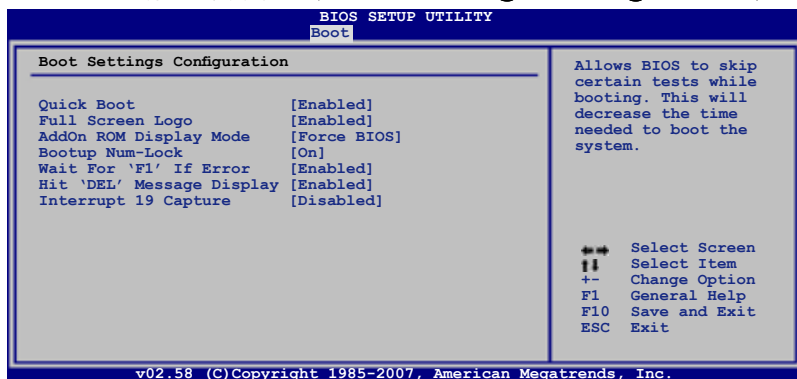 BIOS SETUP UTILITY
Boot
Boot Settings Configuration
Quick Boot [Enabled]
Full Screen Logo [Enabled]
AddOn ROM Display Mode [Force BIOS]
Bootup Num-Lock [On]
Wait For ‘F1’ If Error [Enabled]
Hit ‘DEL’ Message Display [Enabled]
Interrupt 19 Capture [Disabled]
Allows BIOS to skip
certain tests while
booting. This will
decrease the time
needed to boot the
system.
Select Screen
Select Item
+- Change Option
F1 General Help
F10 Save and Exit
ESC Exit
v02.58 (C)Copyright 1985-2007, American Megatrends, Inc.